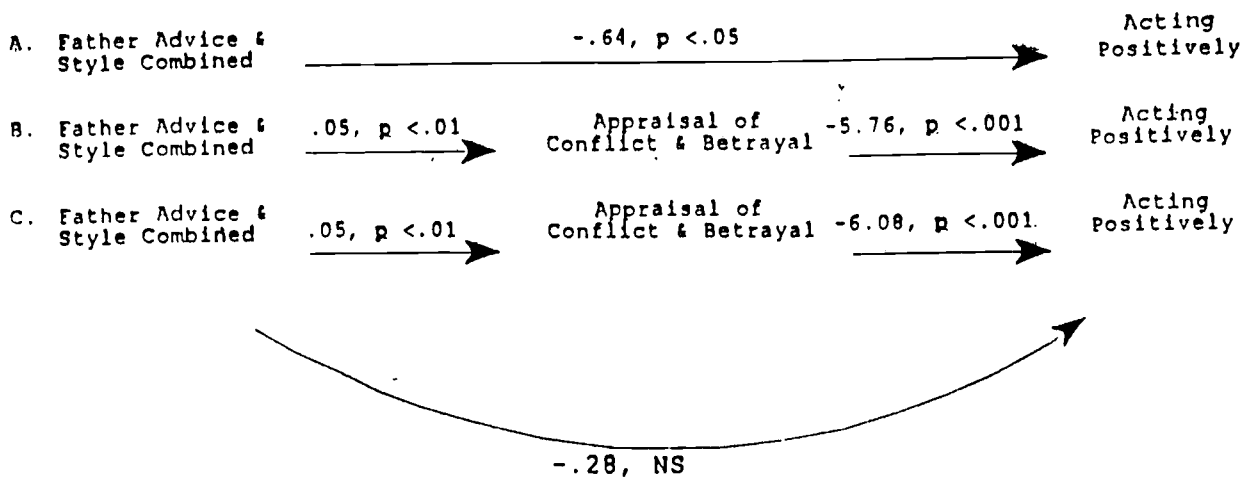 A. Father Advice & Style Combined
-.64, p <.05
Acting Positively
B. Father Advice & Style Combined
.05, p <.01
Appraisal of Conflict & Betrayal
-5.76, p <.001
Acting Positively
C. Father Advice & Style Combined
.05, p <.01
Appraisal of Conflict & Betrayal
-6.08, p <.001.
Acting Positively
-.28, NS